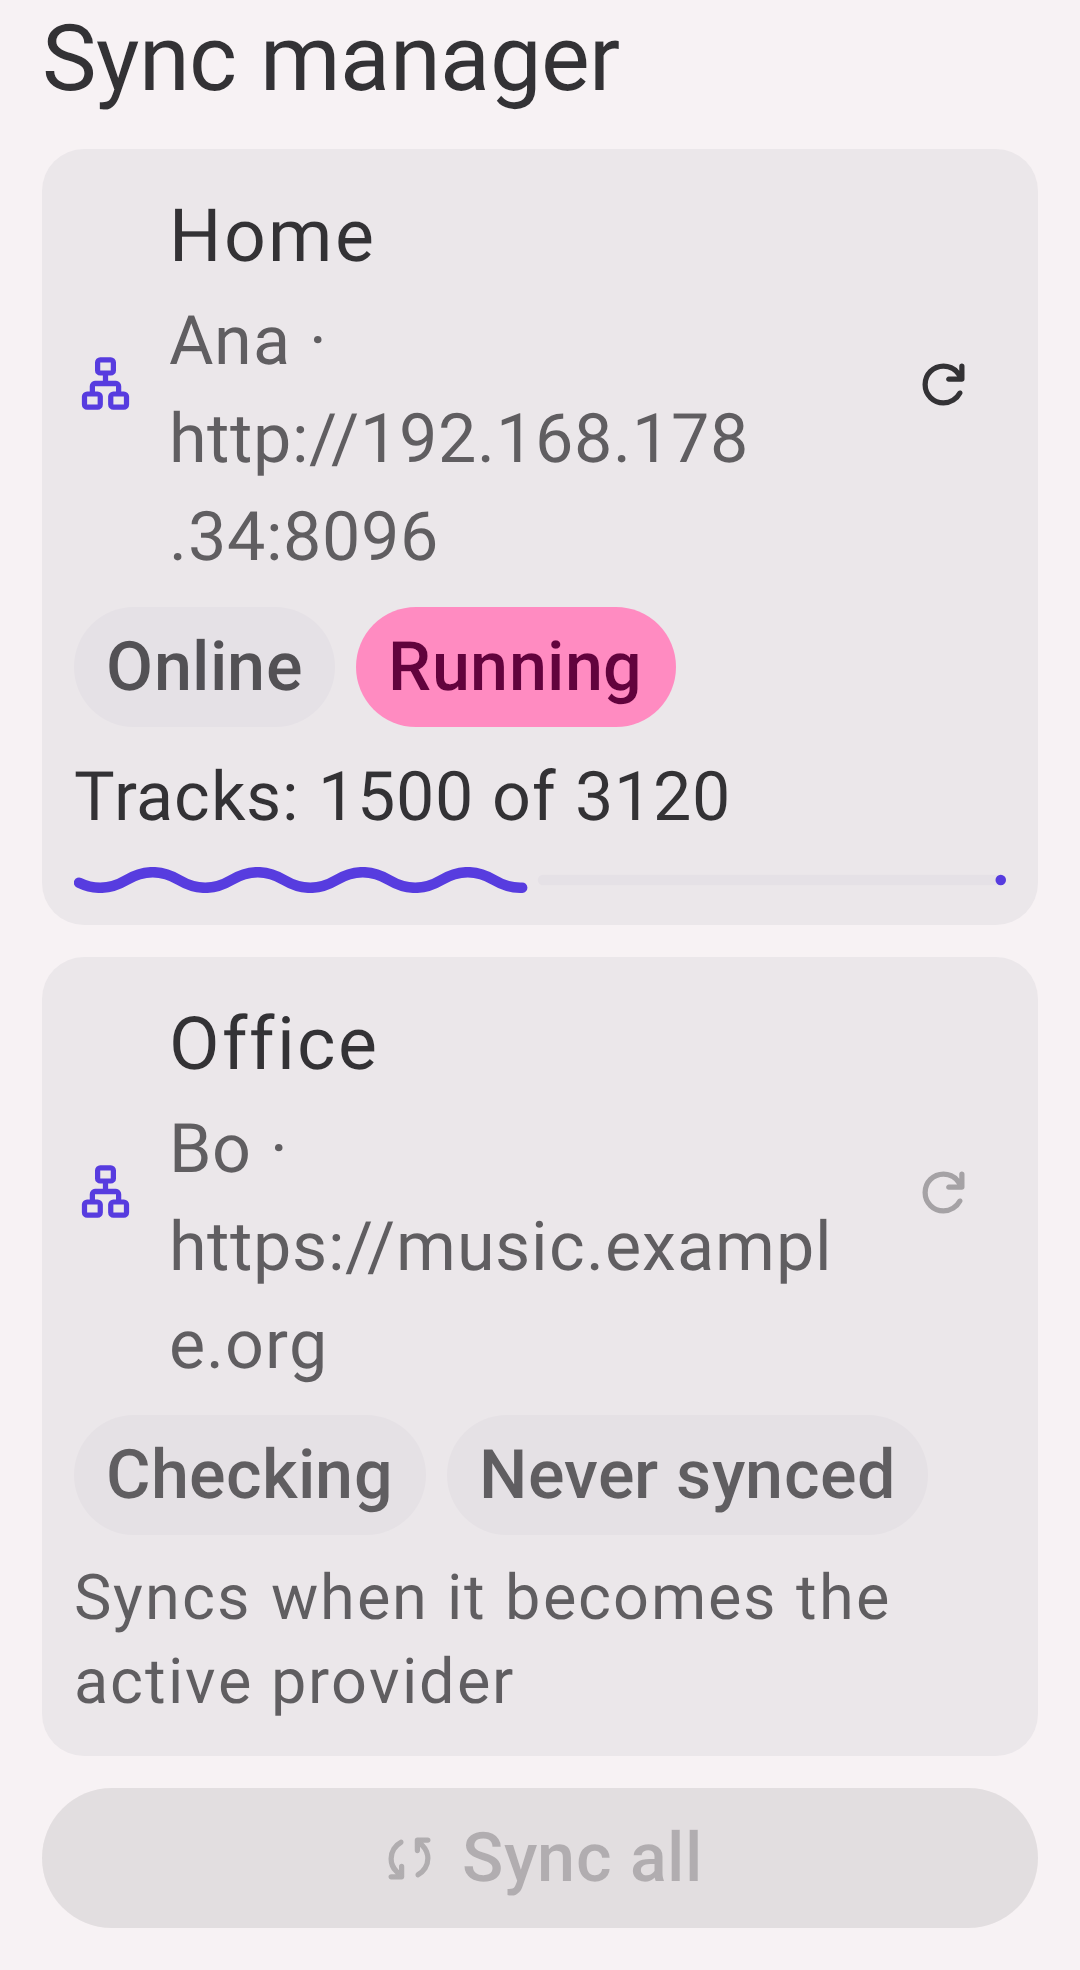 Sync manager
Home
Ana ·
http://192.168.178
.34:8096
Online Running
Tracks: 1500 of 3120
Office
Bo ·
https://music.exampl
e.org
Checking Never synced
Syncs when it becomes the
active provider
Sync all